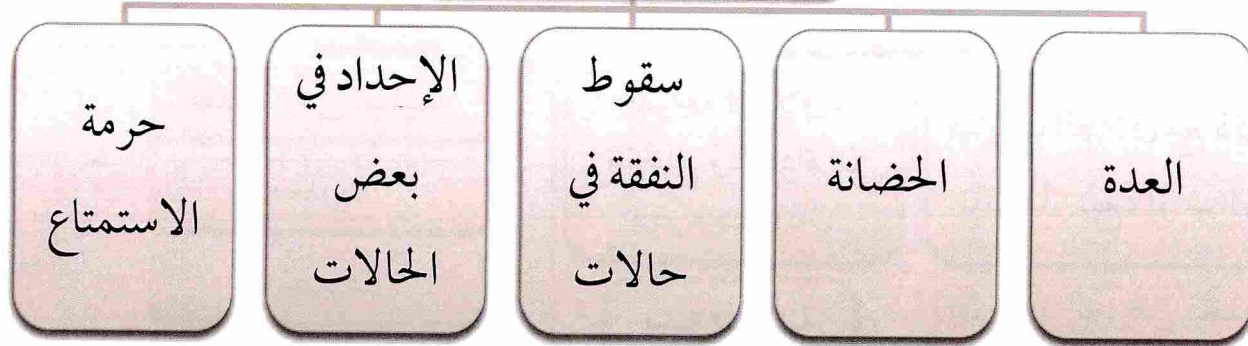 العدة
الحضانة
سقوط
النفقة في
حالات
الإحداد في
بعض
الحالات
حرمة
الاستمتاع